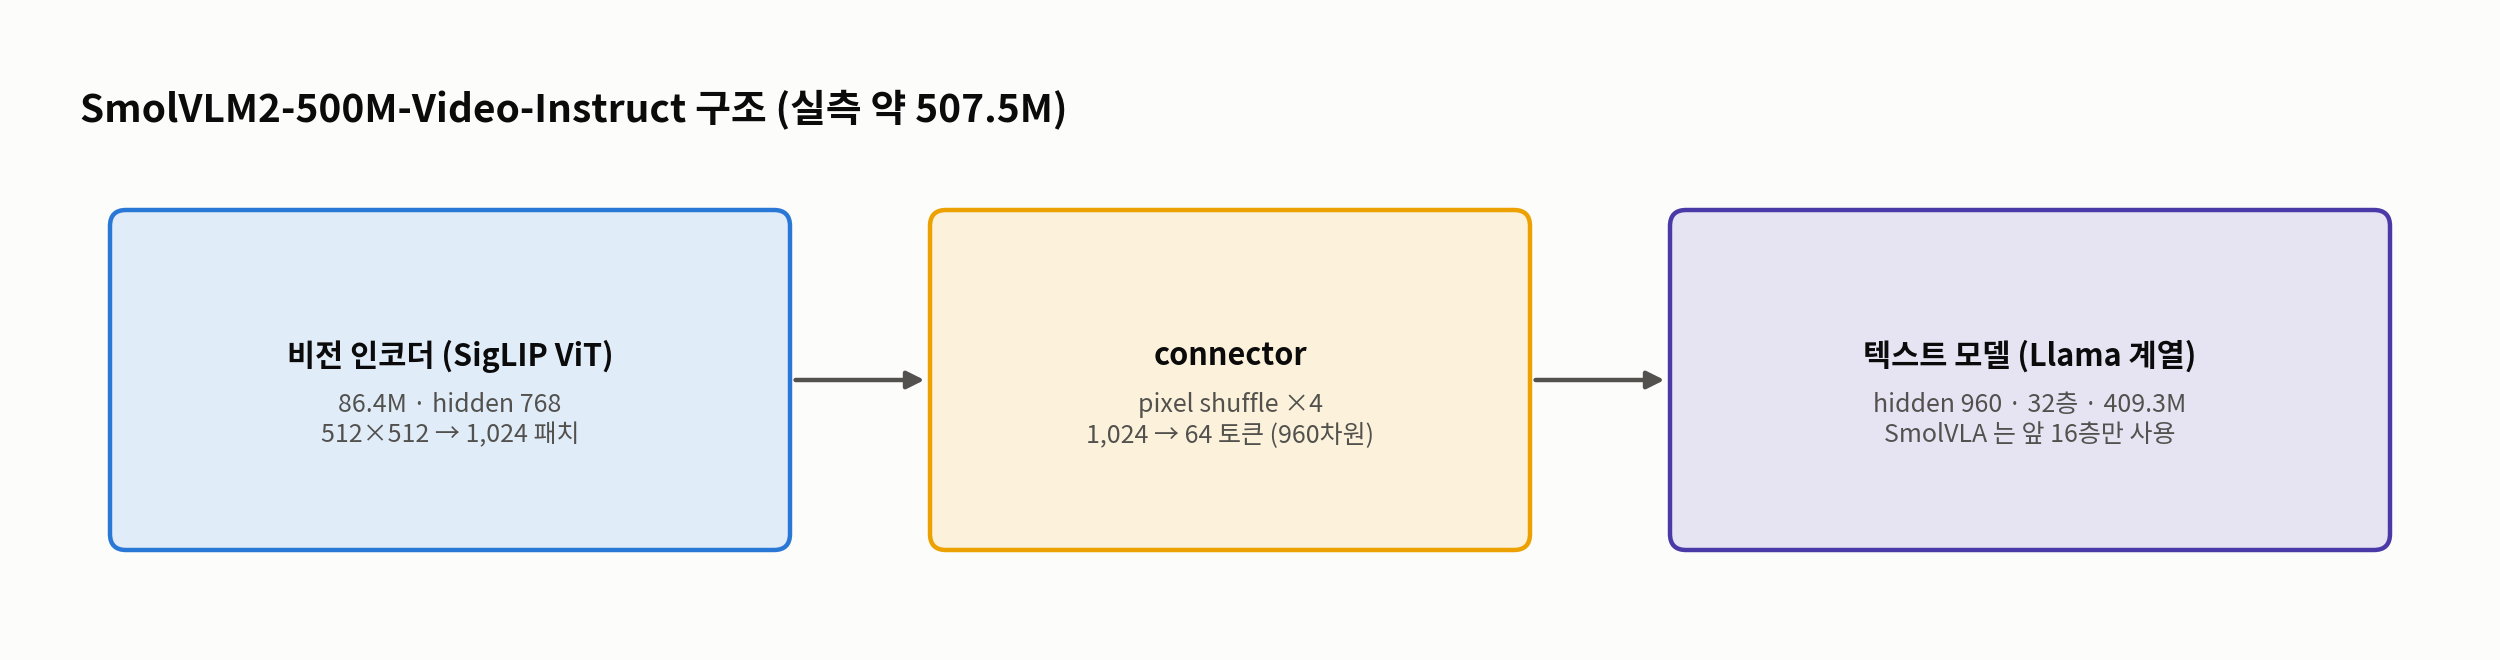 SmolVLM2-500M-Video-Instruct 구조 (실측 약 507.5M)
비전 인코더 (SigLIP ViT)
86.4M · hidden 768
512×512 → 1,024 패치
connector
pixel shuffle ×4
1,024 → 64 토큰 (960차원)
텍스트 모델 (Llama 계열)
hidden 960 · 32층 · 409.3M
SmolVLA 는 앞 16층만 사용